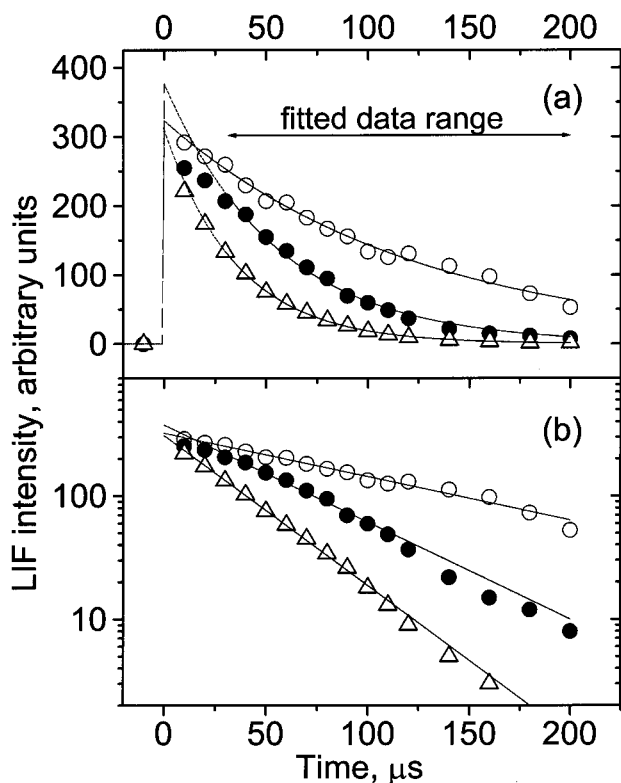 0 50 100 150 200
400
(a)
fitted data range
300
200
100
0
LIF intensity, arbitrary units
(b)
100
10
0 50 100 150 200
Time, μs